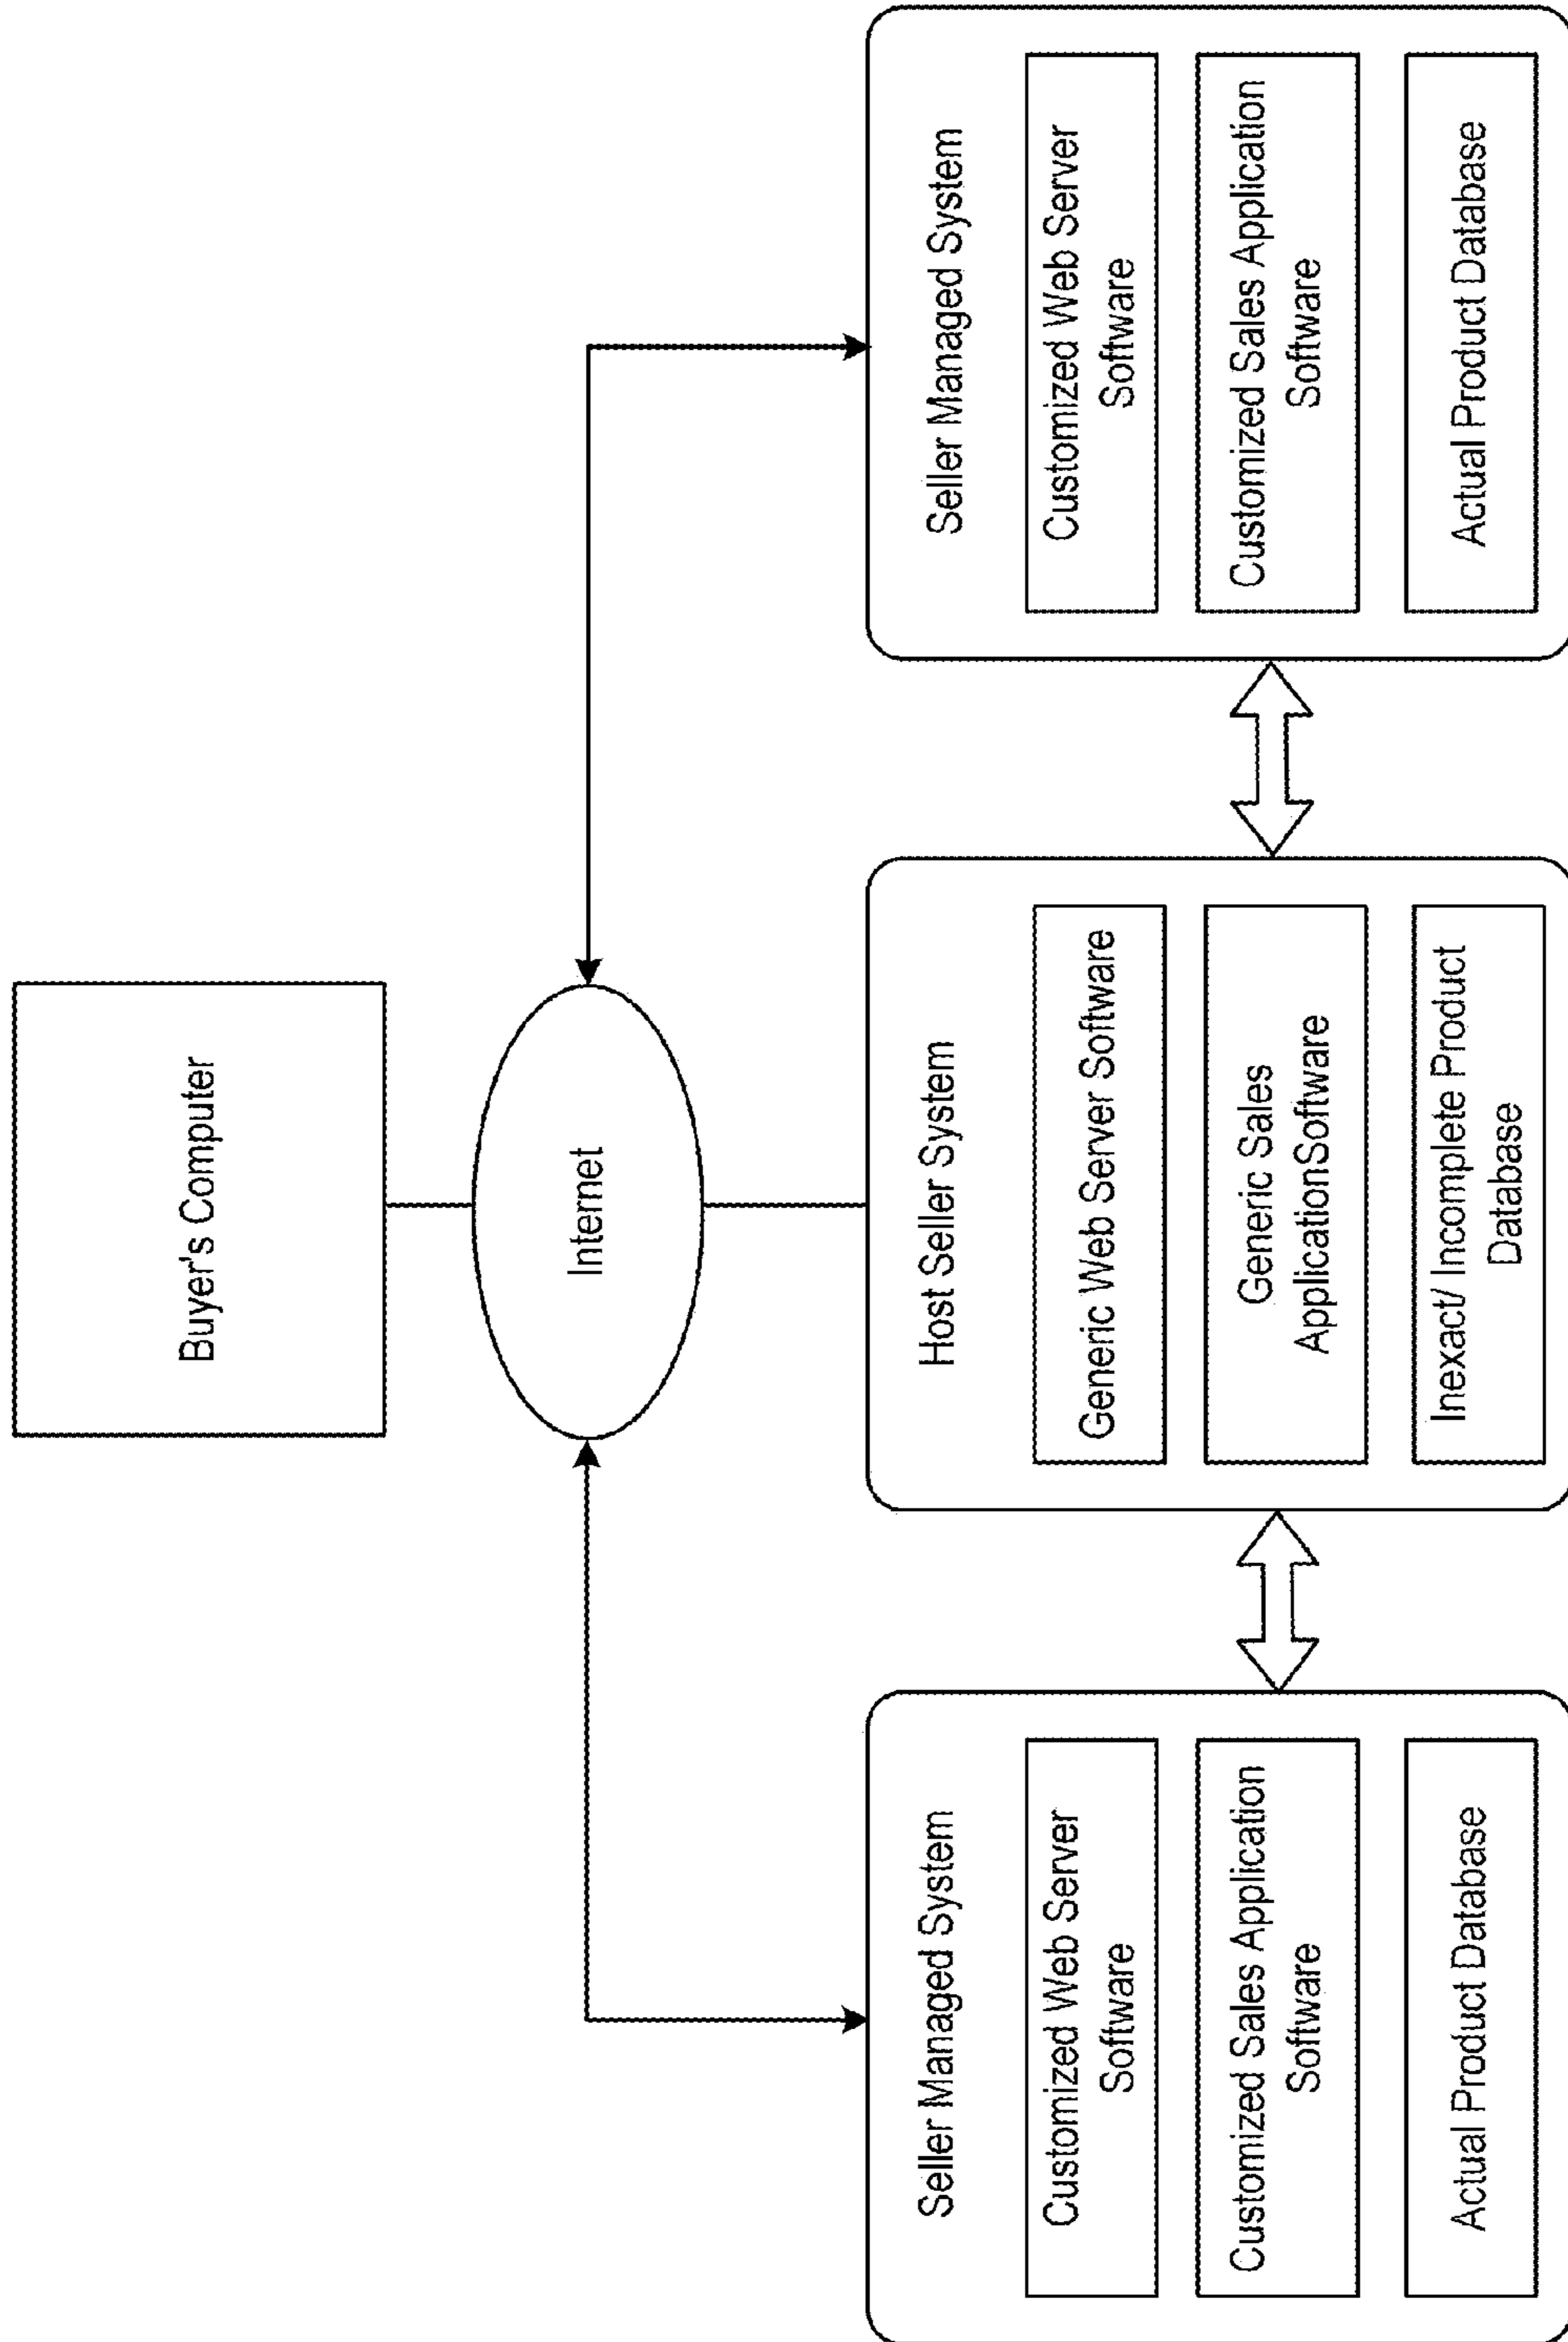 Buyer's Computer
Internet
Seller Managed System
Customized Web Server
Software
Customized Sales Application
Software
Actual Product Database
Host Seller System
Generic Web Server Software
Generic Sales
ApplicationSoftware
Inexact/ Incomplete Product
Database
Seller Managed System
Customized Web Server
Software
Customized Sales Application
Software
Actual Product Database